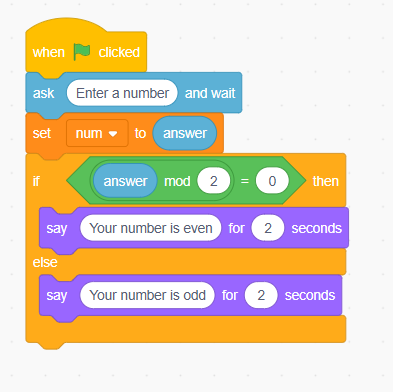 when clicked
ask Enter a number and wait
set num to answer
if answer mod 2 = 0 then
say Your number is even for 2 seconds
else
say Your number is odd for 2 seconds